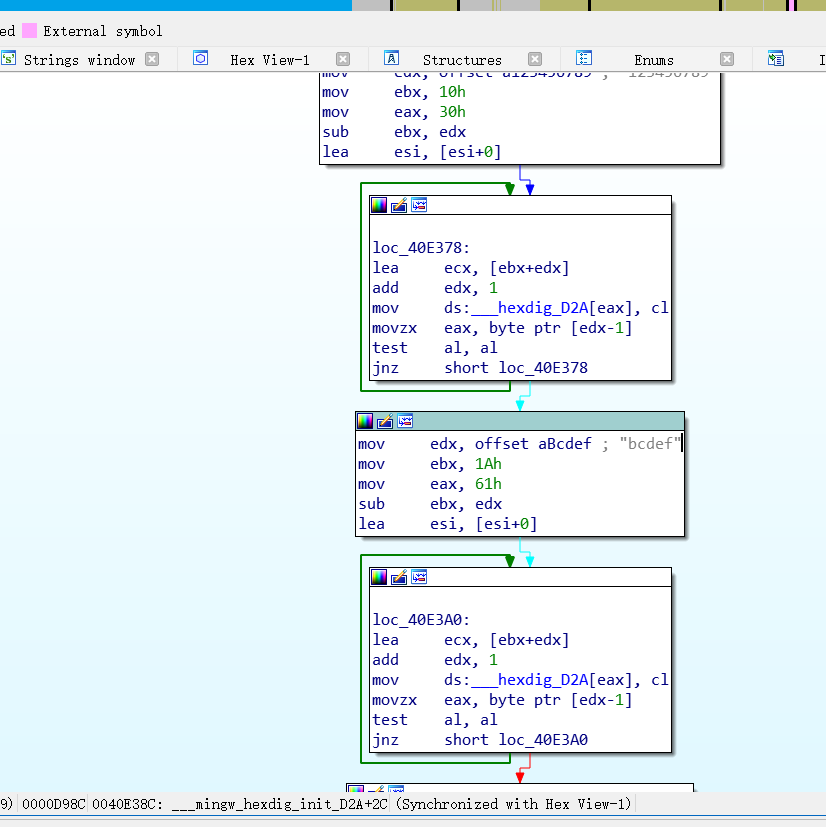 ed External symbol
Strings window Hex View-1 Structures Enums
mov edx, offset a123456789 ; "123456789"
mov ebx, 10h
mov eax, 30h
sub ebx, edx
lea esi, [esi+0]
loc_40E378:
lea ecx, [ebx+edx]
add edx, 1
mov ds:___hexdig_D2A[eax], cl
movzx eax, byte ptr [edx-1]
test al, al
jnz short loc_40E378
mov edx, offset aBcdef ; "bcdef"
mov ebx, 1Ah
mov eax, 61h
sub ebx, edx
lea esi, [esi+0]
loc_40E3A0:
lea ecx, [ebx+edx]
add edx, 1
mov ds:___hexdig_D2A[eax], cl
movzx eax, byte ptr [edx-1]
test al, al
jnz short loc_40E3A0
9) 0000D98C 0040E38C: ___mingw_hexdig_init_D2A+2C (Synchronized with Hex View-1)